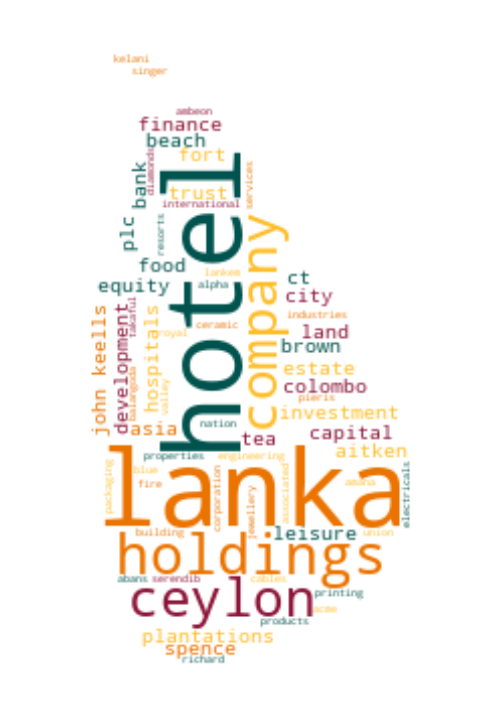 kelani
singer
ambeon
finance
beach
fort
bank
diamonds
hotel
services
trust
international
plc
resorts
company
food
lankem
equity
alpha
ct
city
john keells
development
takaful
balangoda
hospitals
royal
valley
ceramic
industries
land
brown
estate
colombo
pieris
investment
asia
nation
tea
capital
aitken
properties
engineering
lanka
packaging
blue
fire
corporation
jewellery
associated
amana
electricals
building
leisure
union
holdings
abans
serendib
cables
printing
ceylon
acme
products
plantations
spence
richard